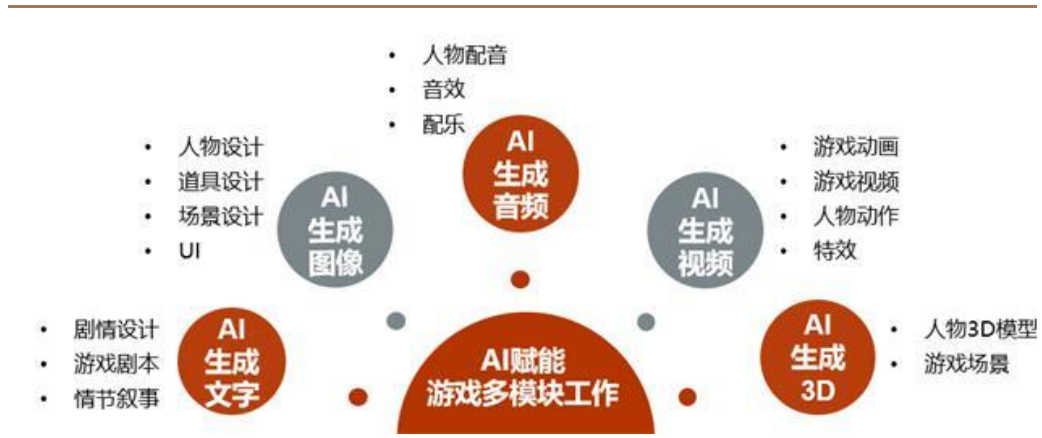 • 人物配音
• 音效
• 配乐
AI
生成
音频
• 人物设计
• 道具设计
• 场景设计
• UI
AI
生成
图像
AI
生成
视频
• 游戏动画
• 游戏视频
• 人物动作
• 特效
• 剧情设计
• 游戏剧本
• 情节叙事
AI
生成
文字
AI赋能
游戏多模块工作
AI
生成
3D
• 人物3D模型
• 游戏场景